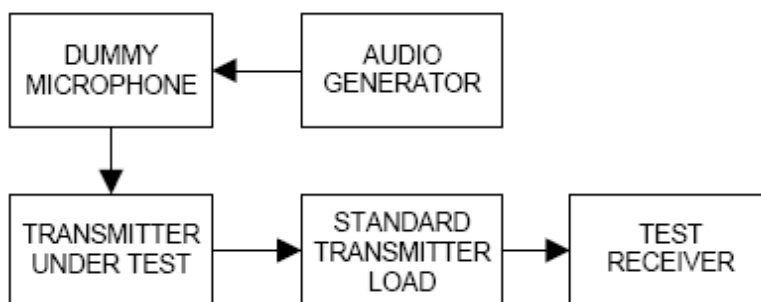 DUMMY
MICROPHONE
AUDIO
GENERATOR
TRANSMITTER
UNDER TEST
STANDARD
TRANSMITTER
LOAD
TEST
RECEIVER